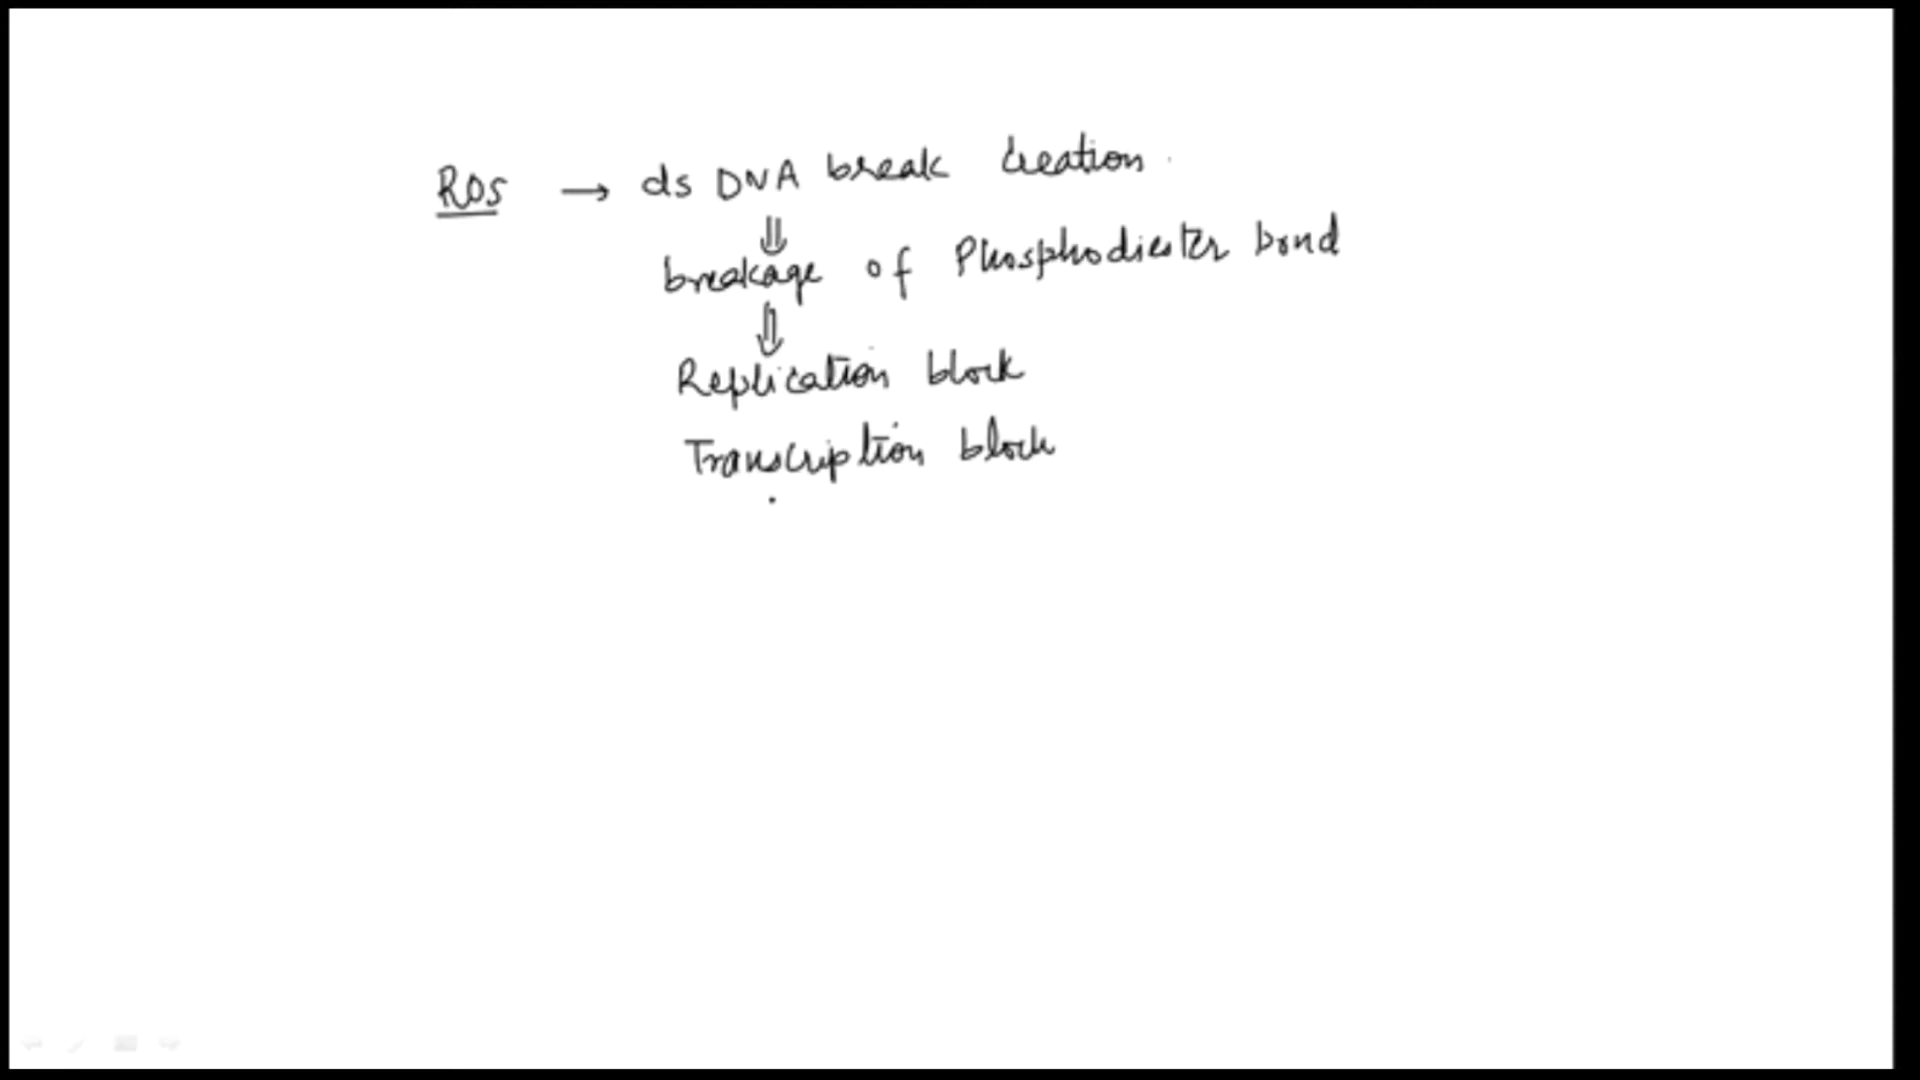 ROS → ds DNA break creation.
⇓
breakage of Phosphodiester bond
⇓
Replication block
Transcription block